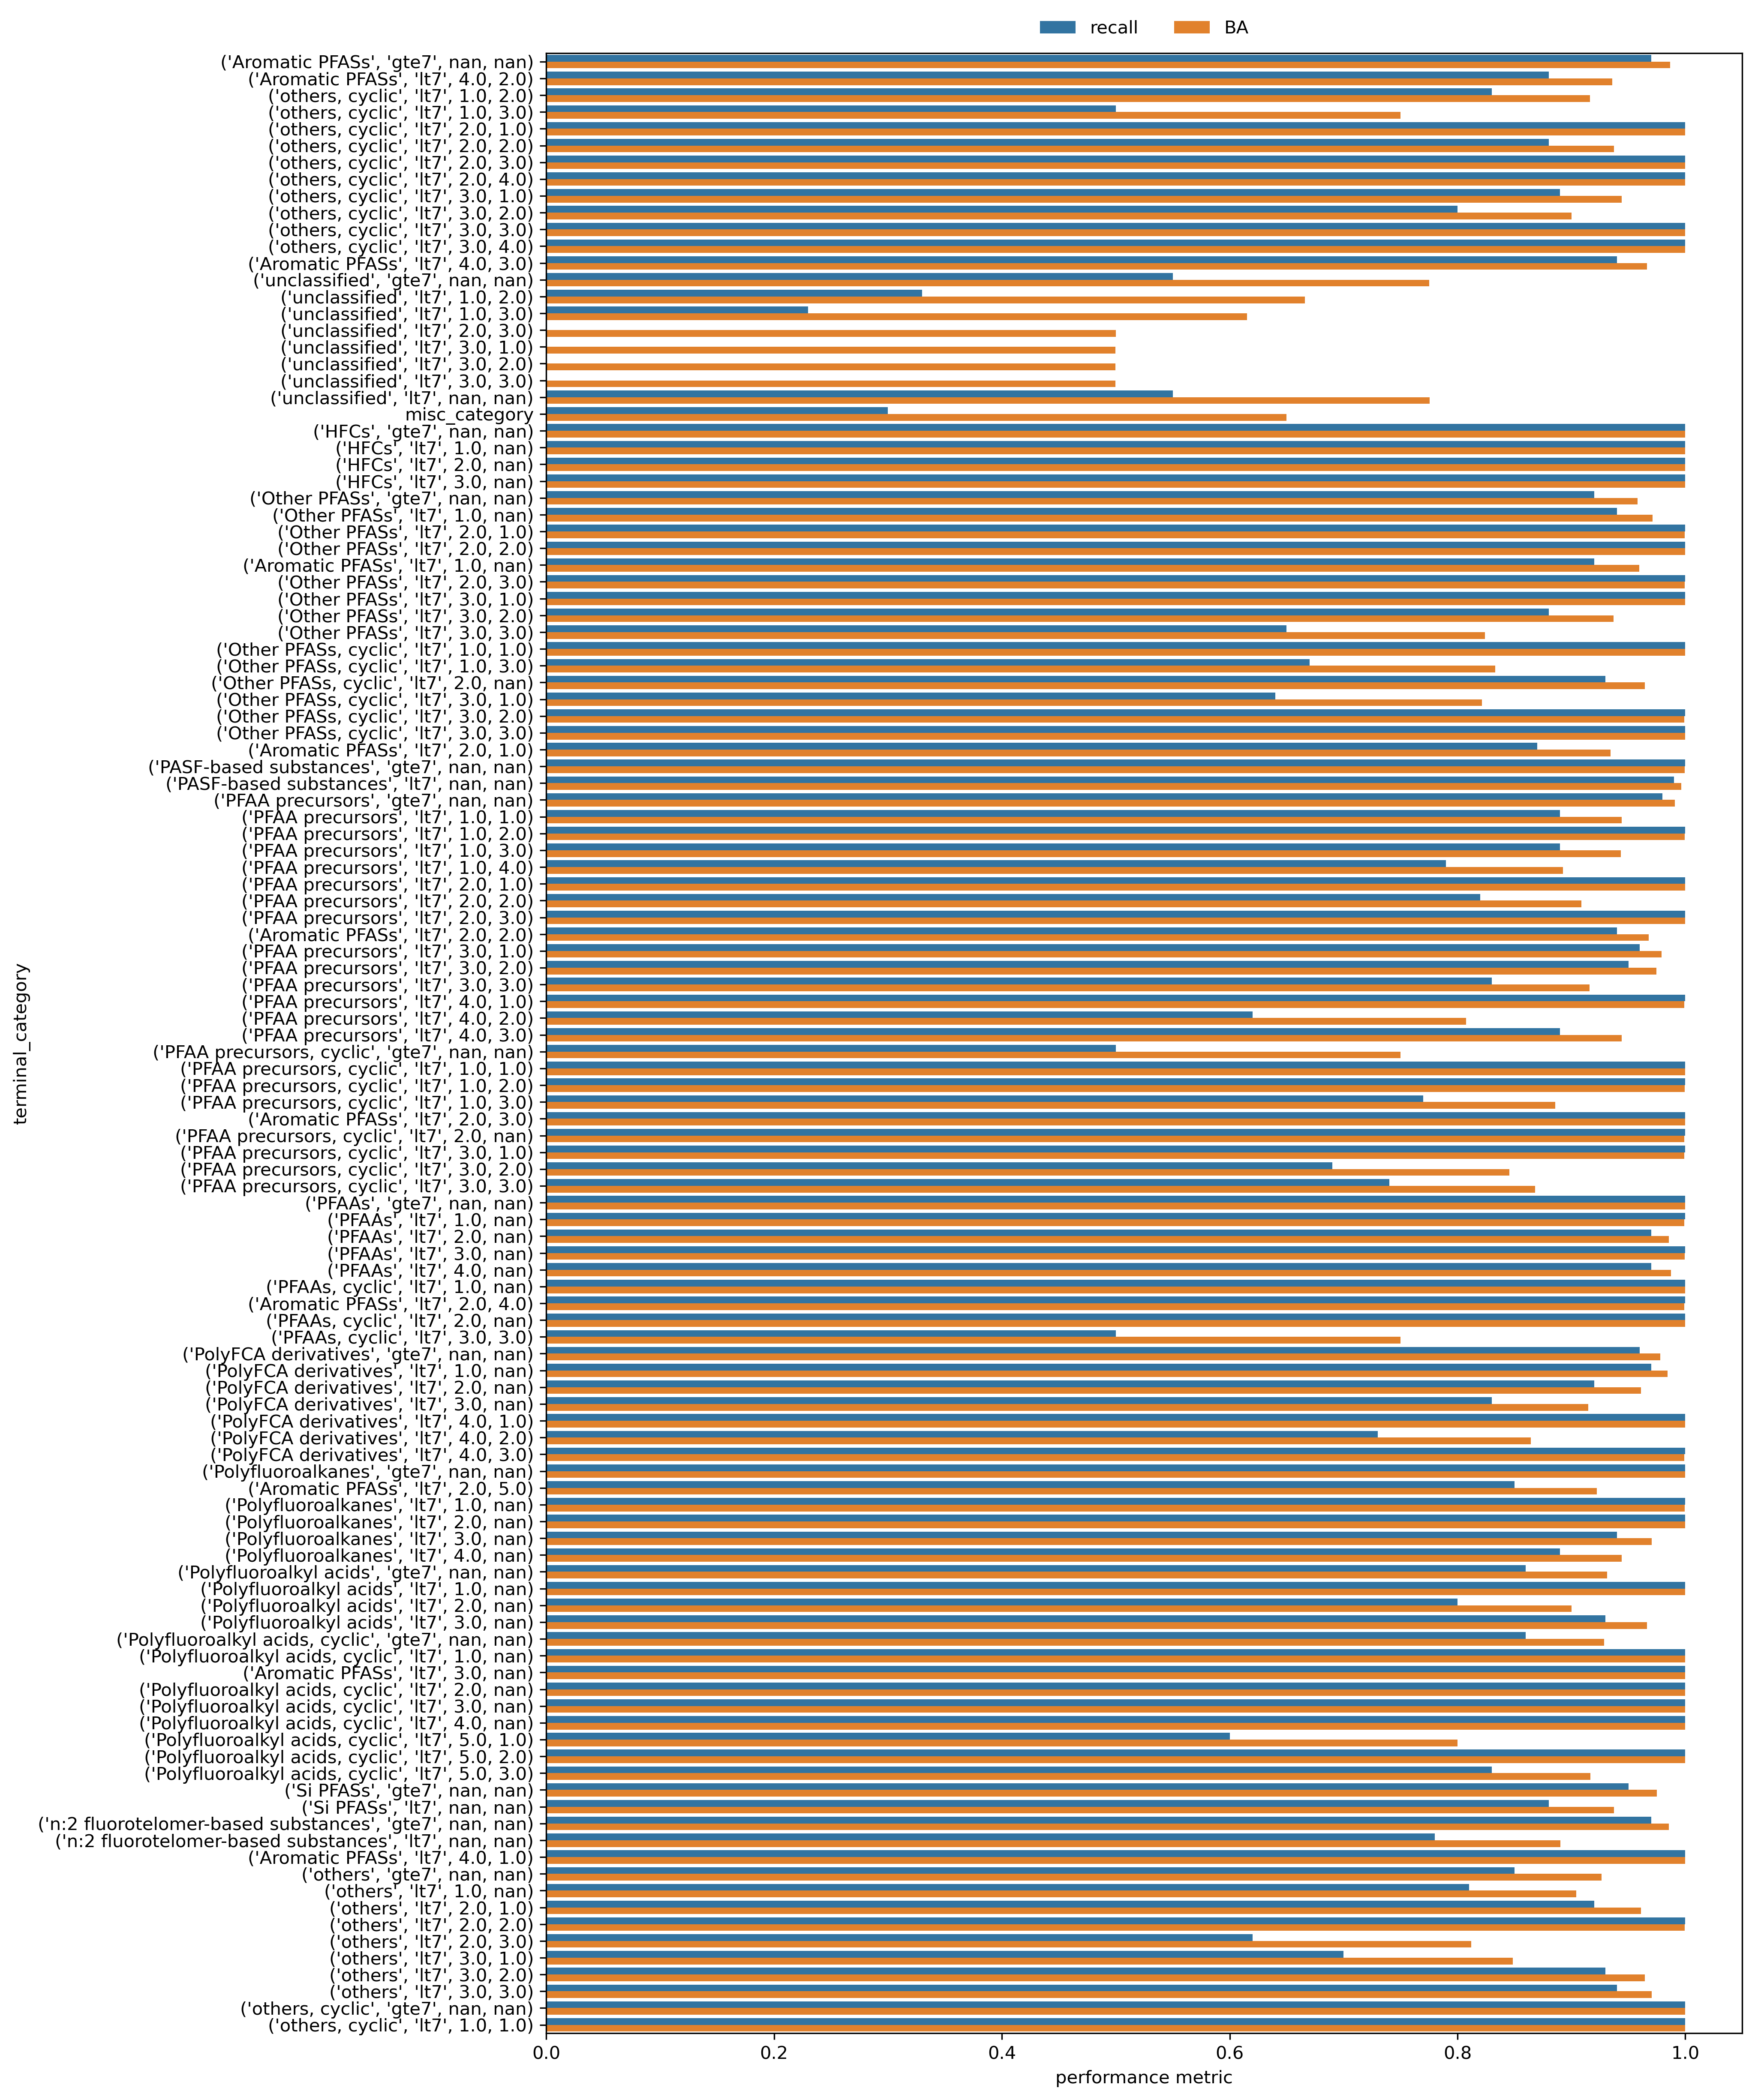 recall BA
('Aromatic PFASs', 'gte7', nan, nan)
('Aromatic PFASs', 'lt7', 4.0, 2.0)
('others, cyclic', 'lt7', 1.0, 2.0)
('others, cyclic', 'lt7', 1.0, 3.0)
('others, cyclic', 'lt7', 2.0, 1.0)
('others, cyclic', 'lt7', 2.0, 2.0)
('others, cyclic', 'lt7', 2.0, 3.0)
('others, cyclic', 'lt7', 2.0, 4.0)
('others, cyclic', 'lt7', 3.0, 1.0)
('others, cyclic', 'lt7', 3.0, 2.0)
('others, cyclic', 'lt7', 3.0, 3.0)
('others, cyclic', 'lt7', 3.0, 4.0)
('Aromatic PFASs', 'lt7', 4.0, 3.0)
('unclassified', 'gte7', nan, nan)
('unclassified', 'lt7', 1.0, 2.0)
('unclassified', 'lt7', 1.0, 3.0)
('unclassified', 'lt7', 2.0, 3.0)
('unclassified', 'lt7', 3.0, 1.0)
('unclassified', 'lt7', 3.0, 2.0)
('unclassified', 'lt7', 3.0, 3.0)
('unclassified', 'lt7', nan, nan)
misc_category
('HFCs', 'gte7', nan, nan)
('HFCs', 'lt7', 1.0, nan)
('HFCs', 'lt7', 2.0, nan)
('HFCs', 'lt7', 3.0, nan)
('Other PFASs', 'gte7', nan, nan)
('Other PFASs', 'lt7', 1.0, nan)
('Other PFASs', 'lt7', 2.0, 1.0)
('Other PFASs', 'lt7', 2.0, 2.0)
('Aromatic PFASs', 'lt7', 1.0, nan)
('Other PFASs', 'lt7', 2.0, 3.0)
('Other PFASs', 'lt7', 3.0, 1.0)
('Other PFASs', 'lt7', 3.0, 2.0)
('Other PFASs', 'lt7', 3.0, 3.0)
('Other PFASs, cyclic', 'lt7', 1.0, 1.0)
('Other PFASs, cyclic', 'lt7', 1.0, 3.0)
('Other PFASs, cyclic', 'lt7', 2.0, nan)
('Other PFASs, cyclic', 'lt7', 3.0, 1.0)
('Other PFASs, cyclic', 'lt7', 3.0, 2.0)
('Other PFASs, cyclic', 'lt7', 3.0, 3.0)
('Aromatic PFASs', 'lt7', 2.0, 1.0)
('PASF-based substances', 'gte7', nan, nan)
('PASF-based substances', 'lt7', nan, nan)
('PFAA precursors', 'gte7', nan, nan)
('PFAA precursors', 'lt7', 1.0, 1.0)
('PFAA precursors', 'lt7', 1.0, 2.0)
('PFAA precursors', 'lt7', 1.0, 3.0)
('PFAA precursors', 'lt7', 1.0, 4.0)
('PFAA precursors', 'lt7', 2.0, 1.0)
('PFAA precursors', 'lt7', 2.0, 2.0)
('PFAA precursors', 'lt7', 2.0, 3.0)
('Aromatic PFASs', 'lt7', 2.0, 2.0)
('PFAA precursors', 'lt7', 3.0, 1.0)
('PFAA precursors', 'lt7', 3.0, 2.0)
('PFAA precursors', 'lt7', 3.0, 3.0)
('PFAA precursors', 'lt7', 4.0, 1.0)
('PFAA precursors', 'lt7', 4.0, 2.0)
('PFAA precursors', 'lt7', 4.0, 3.0)
('PFAA precursors, cyclic', 'gte7', nan, nan)
('PFAA precursors, cyclic', 'lt7', 1.0, 1.0)
('PFAA precursors, cyclic', 'lt7', 1.0, 2.0)
('PFAA precursors, cyclic', 'lt7', 1.0, 3.0)
('Aromatic PFASs', 'lt7', 2.0, 3.0)
('PFAA precursors, cyclic', 'lt7', 2.0, nan)
('PFAA precursors, cyclic', 'lt7', 3.0, 1.0)
('PFAA precursors, cyclic', 'lt7', 3.0, 2.0)
('PFAA precursors, cyclic', 'lt7', 3.0, 3.0)
('PFAAs', 'gte7', nan, nan)
('PFAAs', 'lt7', 1.0, nan)
('PFAAs', 'lt7', 2.0, nan)
('PFAAs', 'lt7', 3.0, nan)
('PFAAs', 'lt7', 4.0, nan)
('PFAAs, cyclic', 'lt7', 1.0, nan)
('Aromatic PFASs', 'lt7', 2.0, 4.0)
('PFAAs, cyclic', 'lt7', 2.0, nan)
('PFAAs, cyclic', 'lt7', 3.0, 3.0)
('PolyFCA derivatives', 'gte7', nan, nan)
('PolyFCA derivatives', 'lt7', 1.0, nan)
('PolyFCA derivatives', 'lt7', 2.0, nan)
('PolyFCA derivatives', 'lt7', 3.0, nan)
('PolyFCA derivatives', 'lt7', 4.0, 1.0)
('PolyFCA derivatives', 'lt7', 4.0, 2.0)
('PolyFCA derivatives', 'lt7', 4.0, 3.0)
('Polyfluoroalkanes', 'gte7', nan, nan)
('Aromatic PFASs', 'lt7', 2.0, 5.0)
('Polyfluoroalkanes', 'lt7', 1.0, nan)
('Polyfluoroalkanes', 'lt7', 2.0, nan)
('Polyfluoroalkanes', 'lt7', 3.0, nan)
('Polyfluoroalkanes', 'lt7', 4.0, nan)
('Polyfluoroalkyl acids', 'gte7', nan, nan)
('Polyfluoroalkyl acids', 'lt7', 1.0, nan)
('Polyfluoroalkyl acids', 'lt7', 2.0, nan)
('Polyfluoroalkyl acids', 'lt7', 3.0, nan)
('Polyfluoroalkyl acids, cyclic', 'gte7', nan, nan)
('Polyfluoroalkyl acids, cyclic', 'lt7', 1.0, nan)
('Aromatic PFASs', 'lt7', 3.0, nan)
('Polyfluoroalkyl acids, cyclic', 'lt7', 2.0, nan)
('Polyfluoroalkyl acids, cyclic', 'lt7', 3.0, nan)
('Polyfluoroalkyl acids, cyclic', 'lt7', 4.0, nan)
('Polyfluoroalkyl acids, cyclic', 'lt7', 5.0, 1.0)
('Polyfluoroalkyl acids, cyclic', 'lt7', 5.0, 2.0)
('Polyfluoroalkyl acids, cyclic', 'lt7', 5.0, 3.0)
('Si PFASs', 'gte7', nan, nan)
('Si PFASs', 'lt7', nan, nan)
('n:2 fluorotelomer-based substances', 'gte7', nan, nan)
('n:2 fluorotelomer-based substances', 'lt7', nan, nan)
('Aromatic PFASs', 'lt7', 4.0, 1.0)
('others', 'gte7', nan, nan)
('others', 'lt7', 1.0, nan)
('others', 'lt7', 2.0, 1.0)
('others', 'lt7', 2.0, 2.0)
('others', 'lt7', 2.0, 3.0)
('others', 'lt7', 3.0, 1.0)
('others', 'lt7', 3.0, 2.0)
('others', 'lt7', 3.0, 3.0)
('others, cyclic', 'gte7', nan, nan)
('others, cyclic', 'lt7', 1.0, 1.0)
terminal_category
0.0 0.2 0.4 0.6 0.8 1.0
performance metric